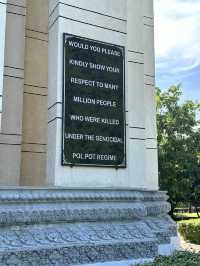 WOULD YOU PLEASE
KINDLY SHOW YOUR
RESPECT TO MANY
MILLION PEOPLE
WHO WERE KILLED
UNDER THE GENOCIDAL
POL POT REGIME